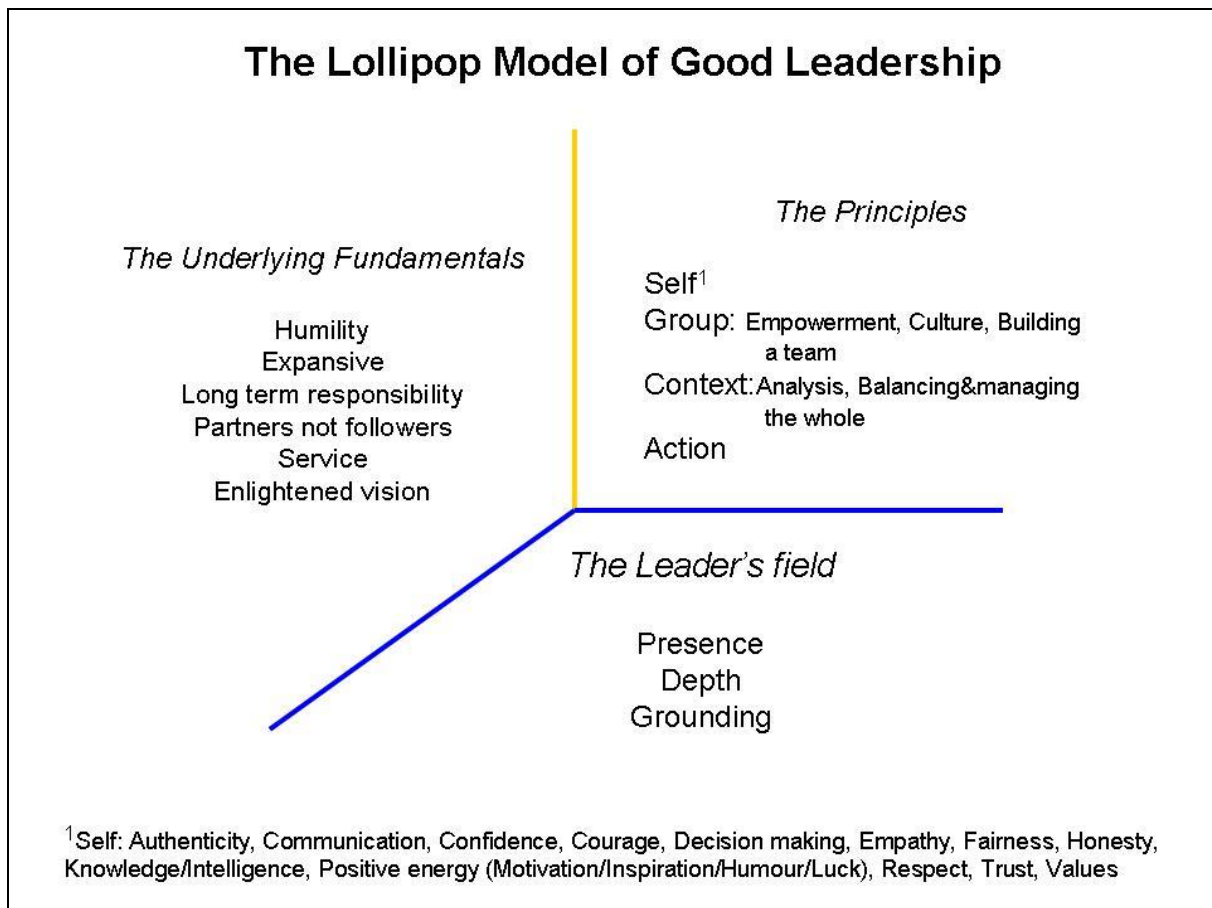 The Lollipop Model of Good Leadership
The Underlying Fundamentals
Humility
Expansive
Long term responsibility
Partners not followers
Service
Enlightened vision
The Principles
Self¹
Group: Empowerment, Culture, Building
a team
Context:Analysis, Balancing&managing
the whole
Action
The Leader’s field
Presence
Depth
Grounding
¹Self: Authenticity, Communication, Confidence, Courage, Decision making, Empathy, Fairness, Honesty,
Knowledge/Intelligence, Positive energy (Motivation/Inspiration/Humour/Luck), Respect, Trust, Values